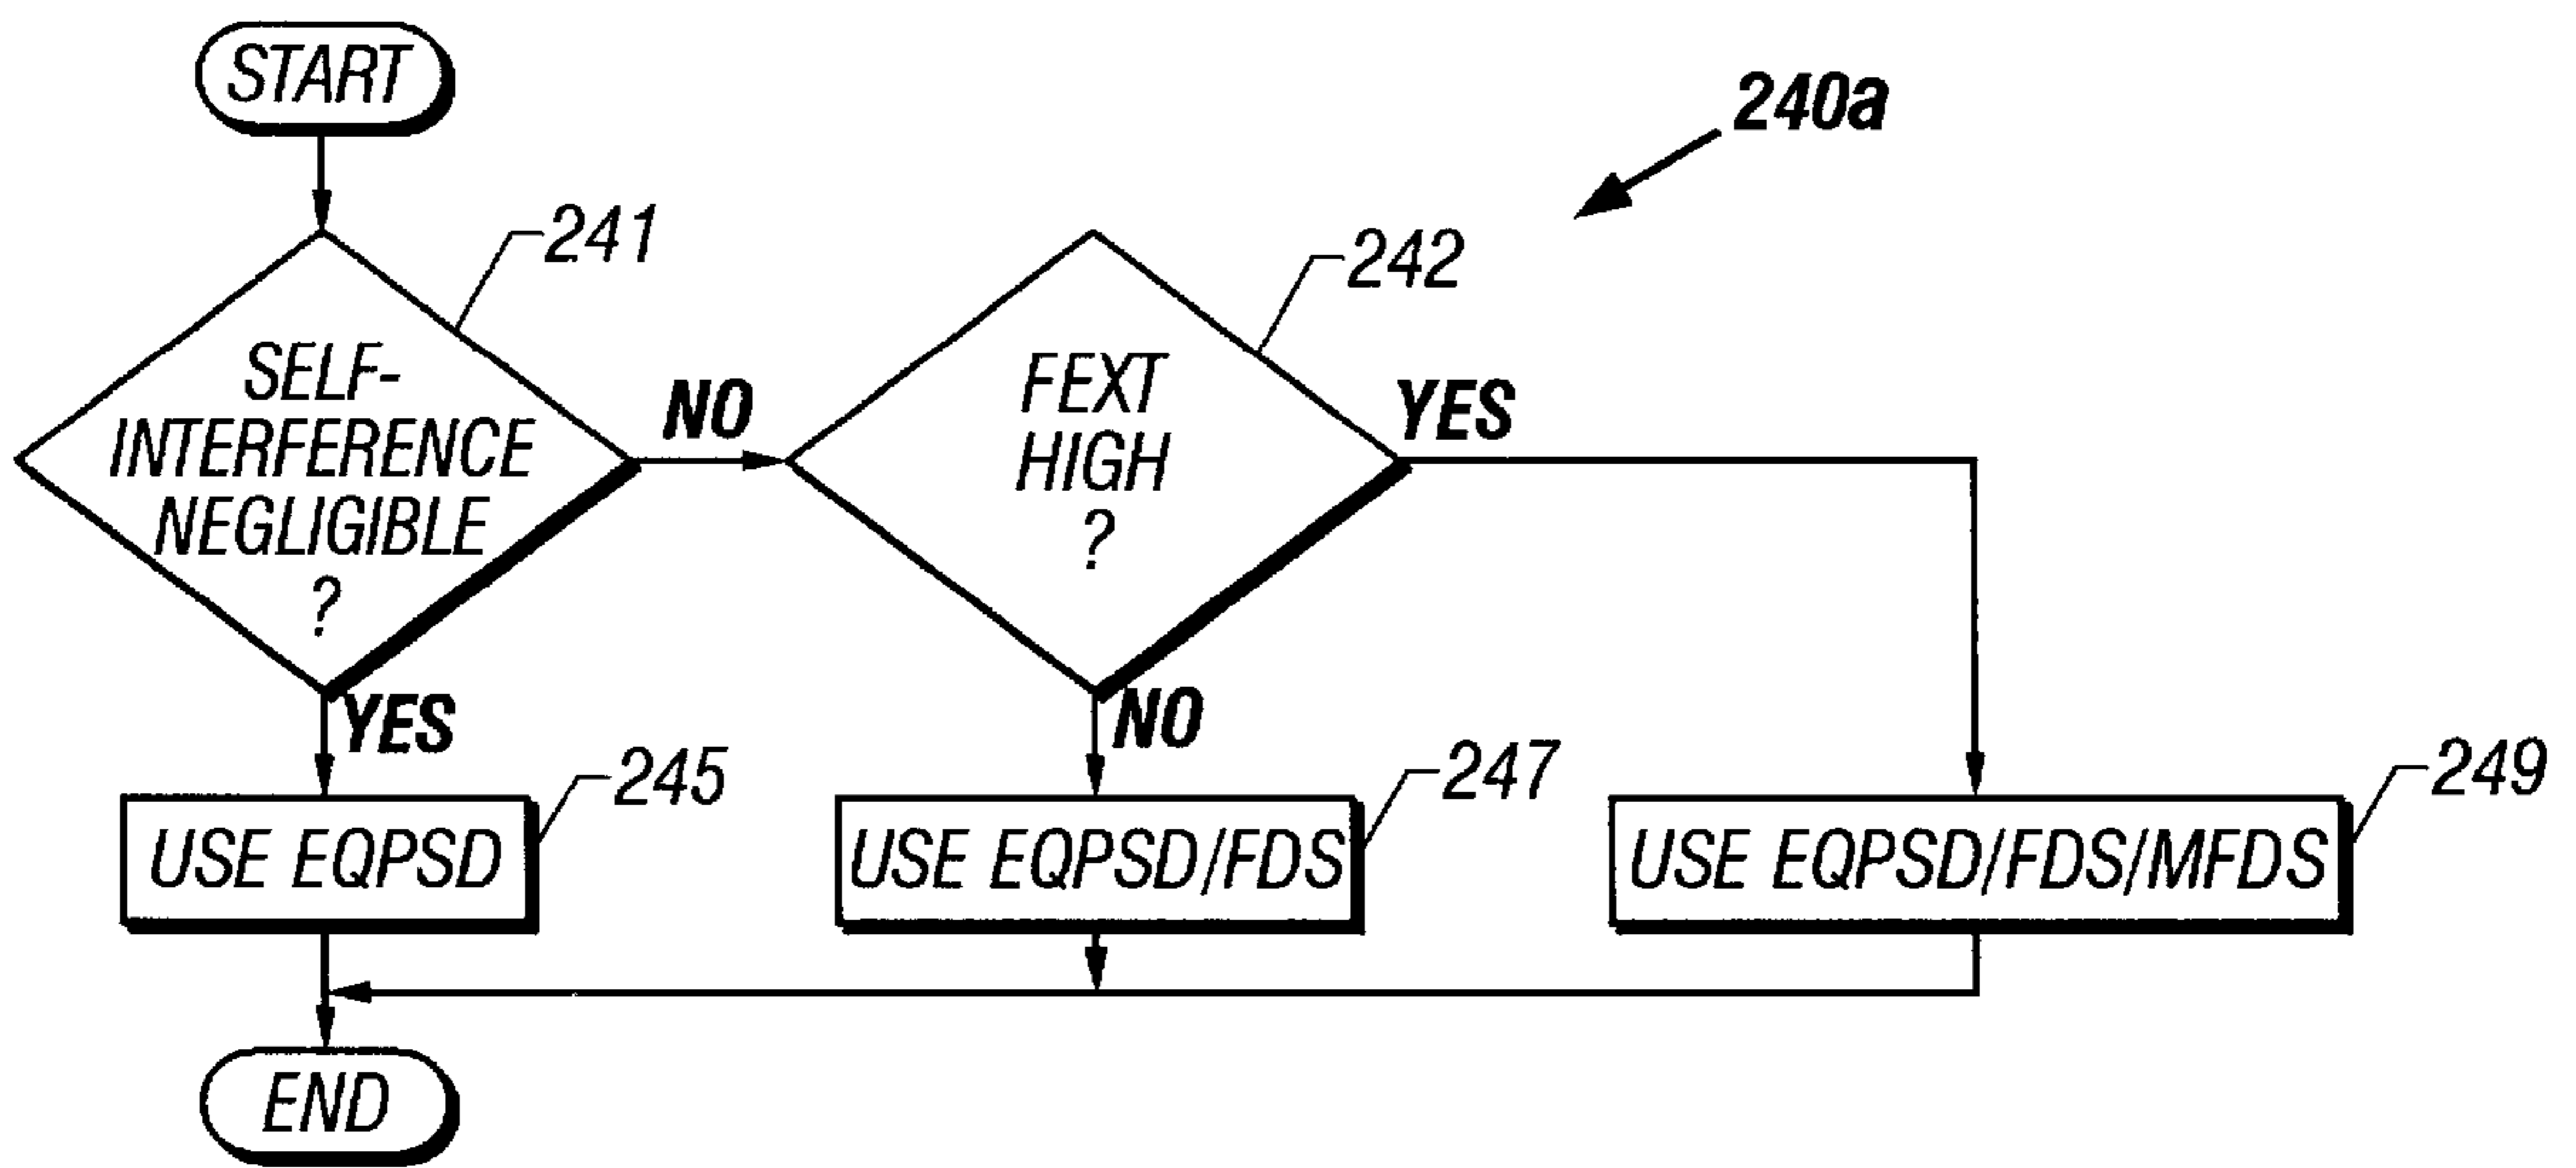 START
240a
241
242
SELF-
INTERFERENCE
NEGLIGIBLE
?
NO
FEXT
HIGH
?
YES
YES
NO
245
247
249
USE EQPSD
USE EQPSD/FDS
USE EQPSD/FDS/MFDS
END